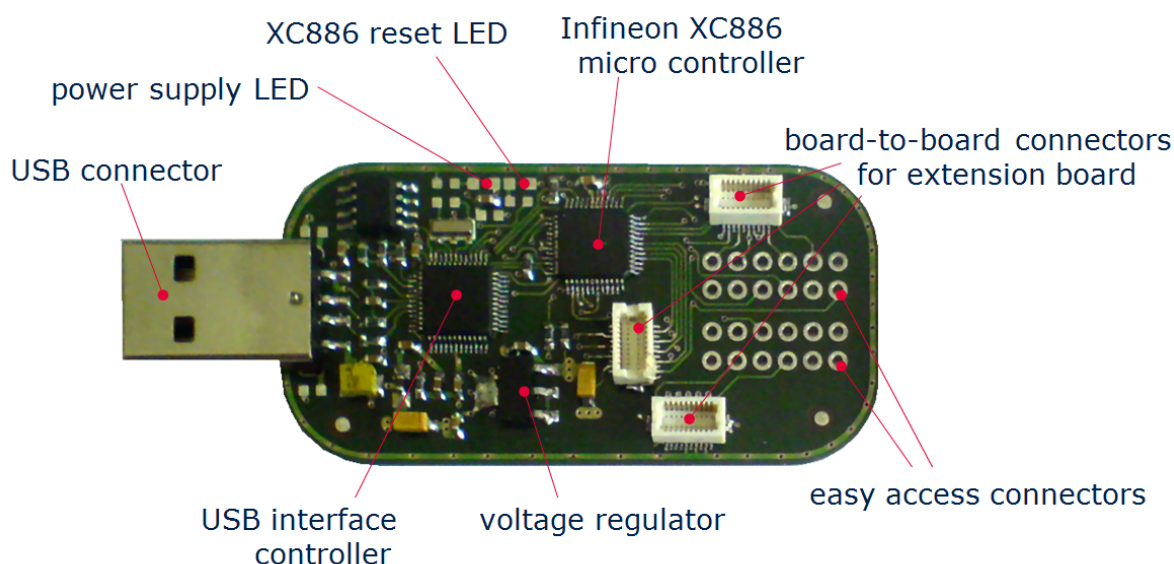 XC886 reset LED
Infineon XC886
micro controller
power supply LED
board-to-board connectors
for extension board
USB connector
easy access connectors
USB interface
controller
voltage regulator